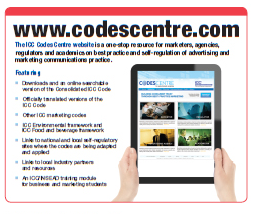 www.codescentre.com
The ICC Codes Centre website is a one-stop resource for marketers, agencies,
regulators and academics on best practice and self-regulation of advertising and
marketing communications practice.
Featuring
Downloads and an online searchable
version of the Consolidated ICC Code
Officially translated versions of the
ICC Code
Other ICC marketing codes
ICC Environmental framework and
ICC Food and beverage framework
Links to national and local self-regulatory
sites where the codes are being adapted
and applied
Links to local industry partners
and resources
An ICC/INSEAD training module
for business and marketing students
CODESCENTRE